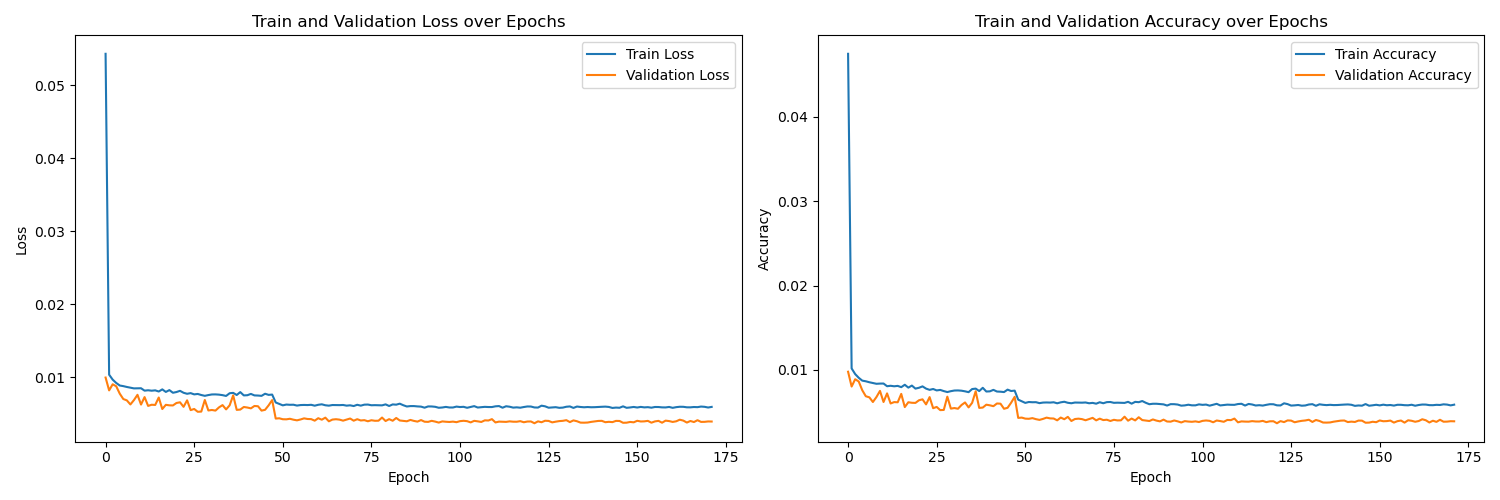 Train and Validation Loss over Epochs
Train Loss
Validation Loss
0.05
0.04
0.03
0.02
0.01
Loss
0 25 50 75 100 125 150 175
Epoch
Train and Validation Accuracy over Epochs
Train Accuracy
Validation Accuracy
0.04
0.03
0.02
0.01
Accuracy
0 25 50 75 100 125 150 175
Epoch